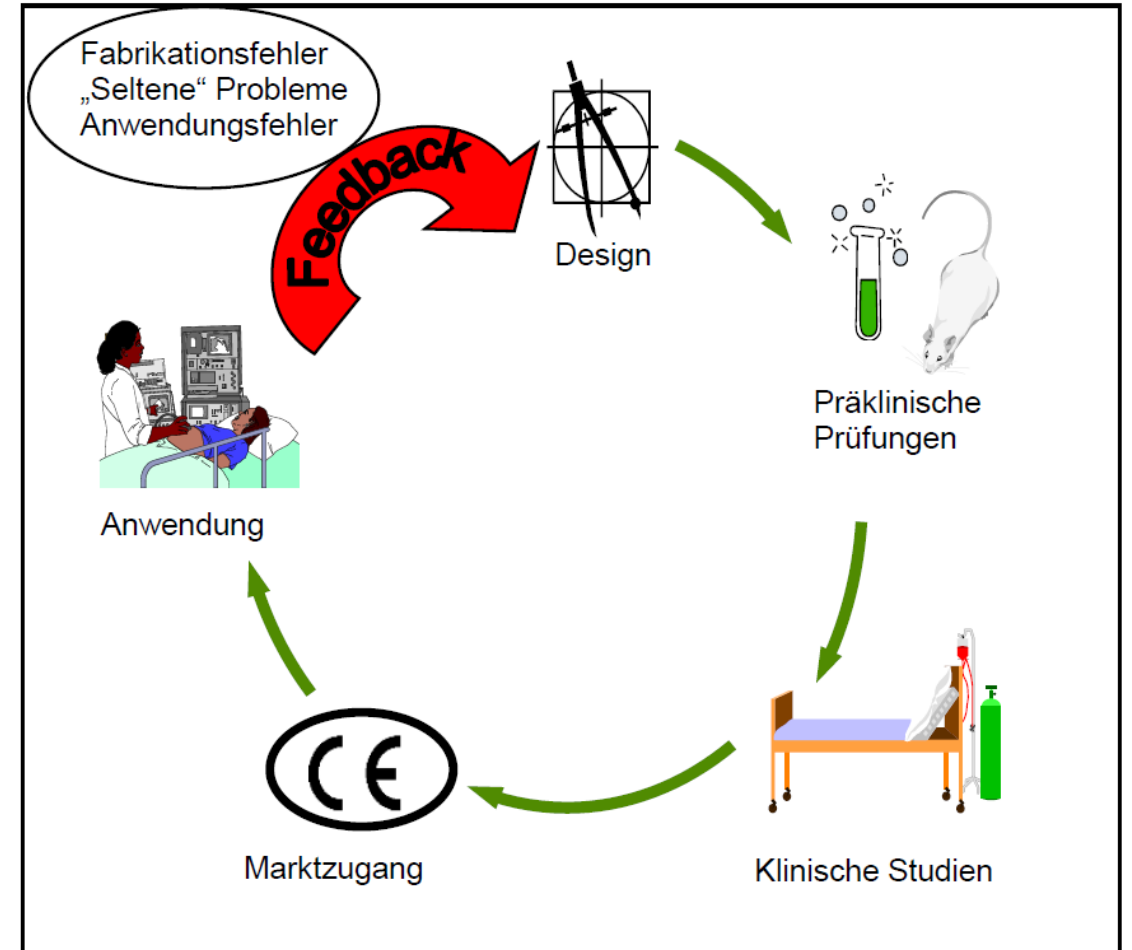 Fabrikationsfehler
„Seltene“ Probleme
Anwendungsfehler
Feedback
Design
Präklinische
Prüfungen
Anwendung
CE
Marktzugang
Klinische Studien